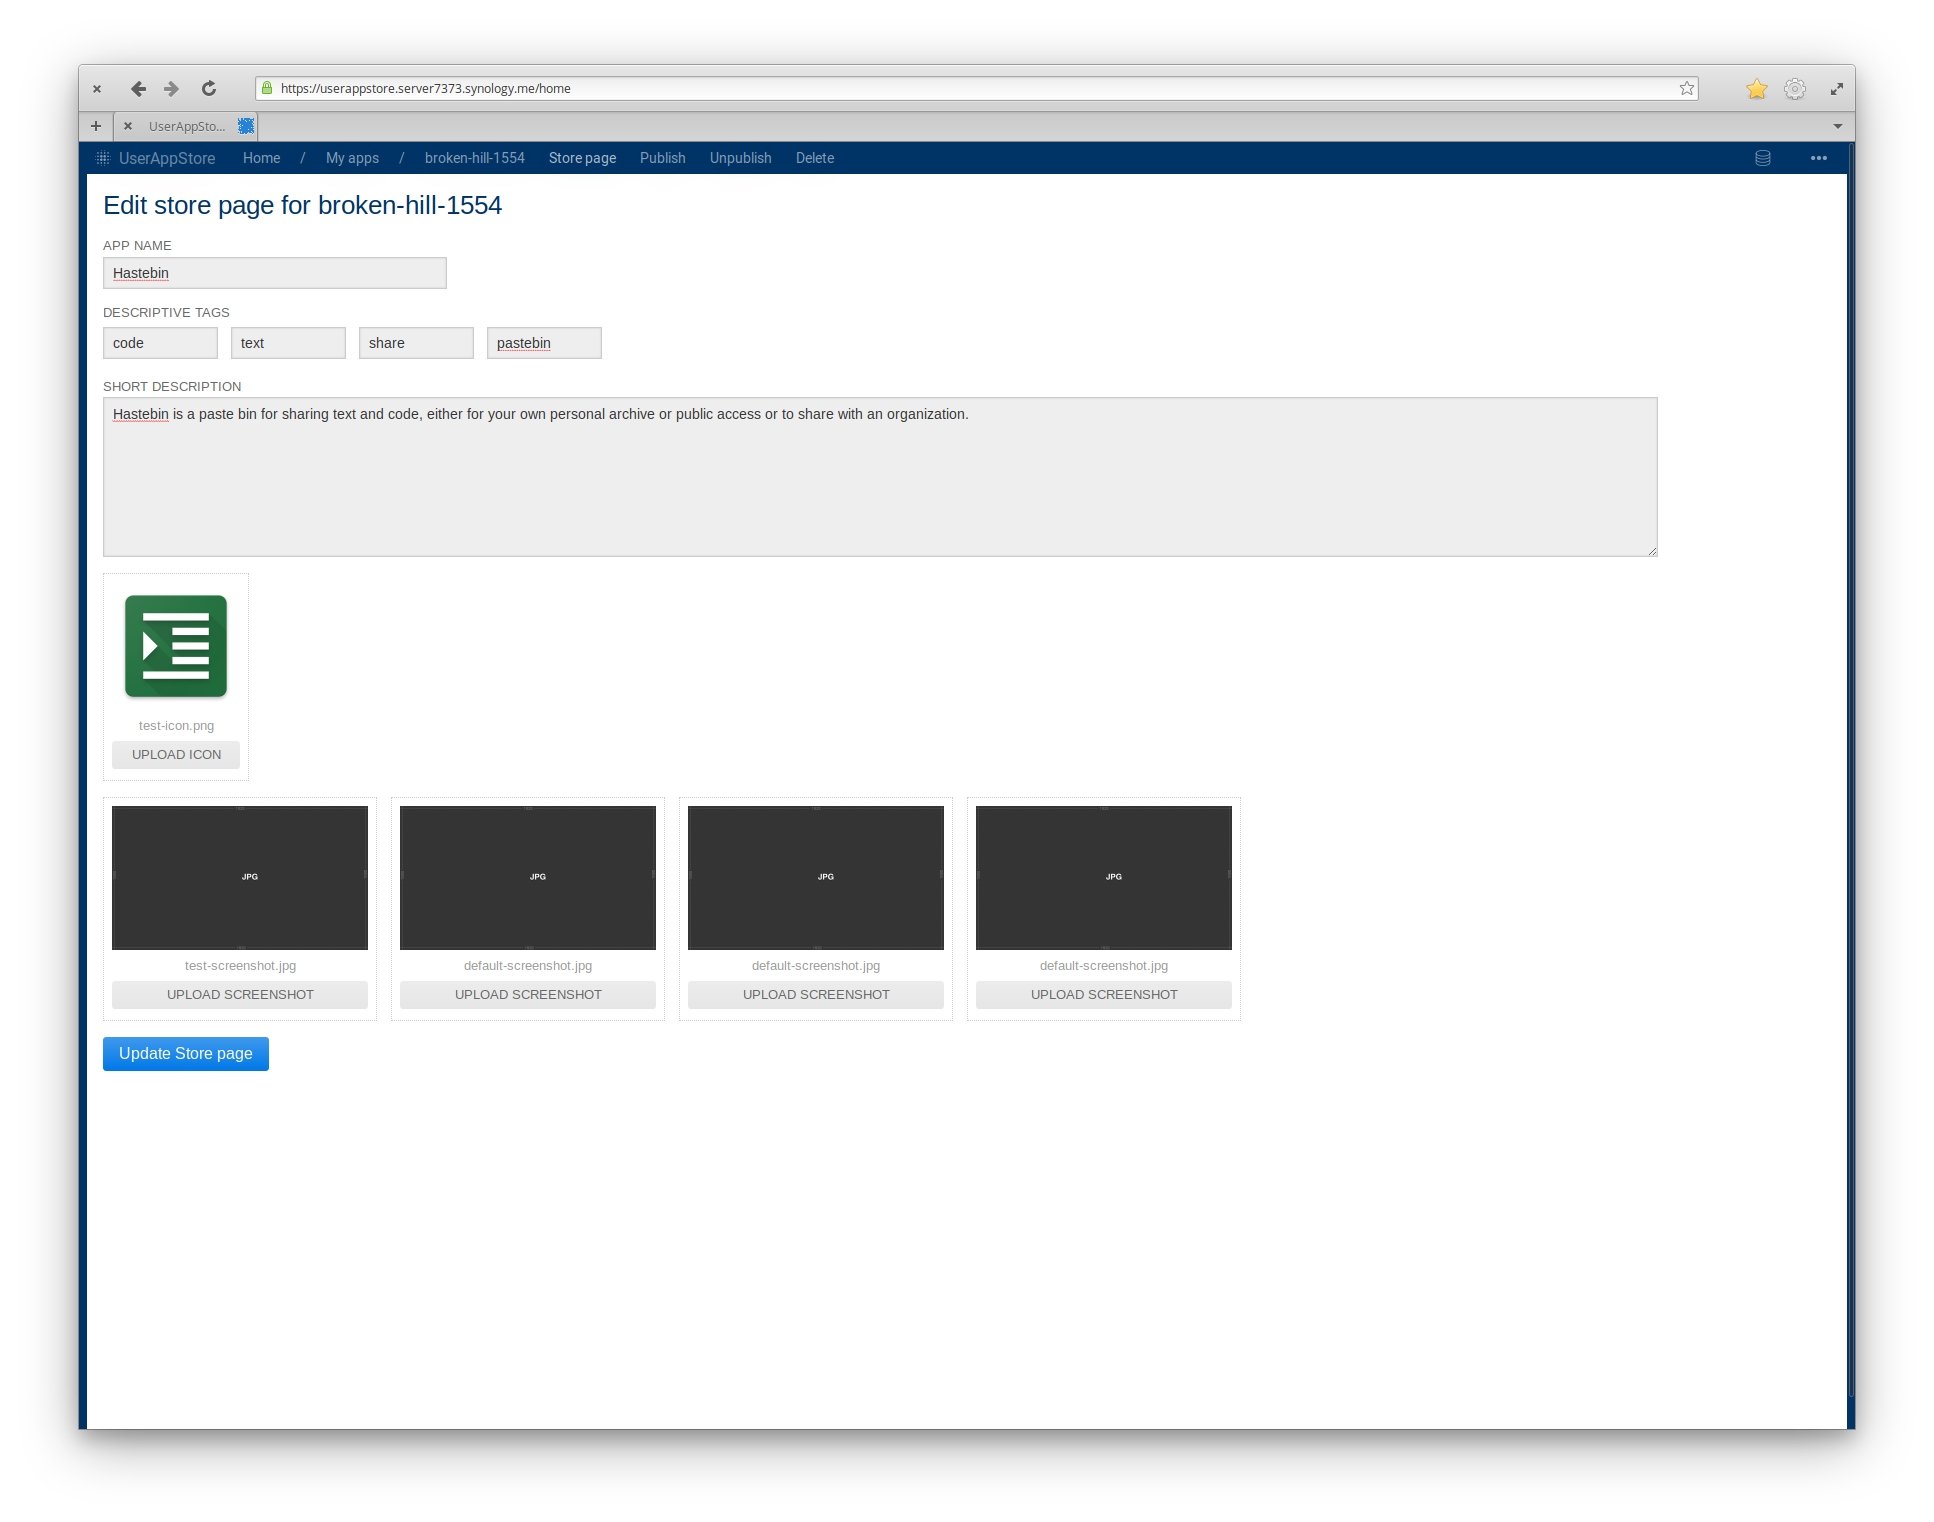 https://userappstore.server7373.synology.me/home
UserAppSto...
UserAppStore Home / My apps / broken-hill-1554 Store page Publish Unpublish Delete
Edit store page for broken-hill-1554
APP NAME
Hastebin
DESCRIPTIVE TAGS
code text share pastebin
SHORT DESCRIPTION
Hastebin is a paste bin for sharing text and code, either for your own personal archive or public access or to share with an organization.
test-icon.png
UPLOAD ICON
JPG JPG JPG JPG
test-screenshot.jpg default-screenshot.jpg default-screenshot.jpg default-screenshot.jpg
UPLOAD SCREENSHOT UPLOAD SCREENSHOT UPLOAD SCREENSHOT UPLOAD SCREENSHOT
Update Store page